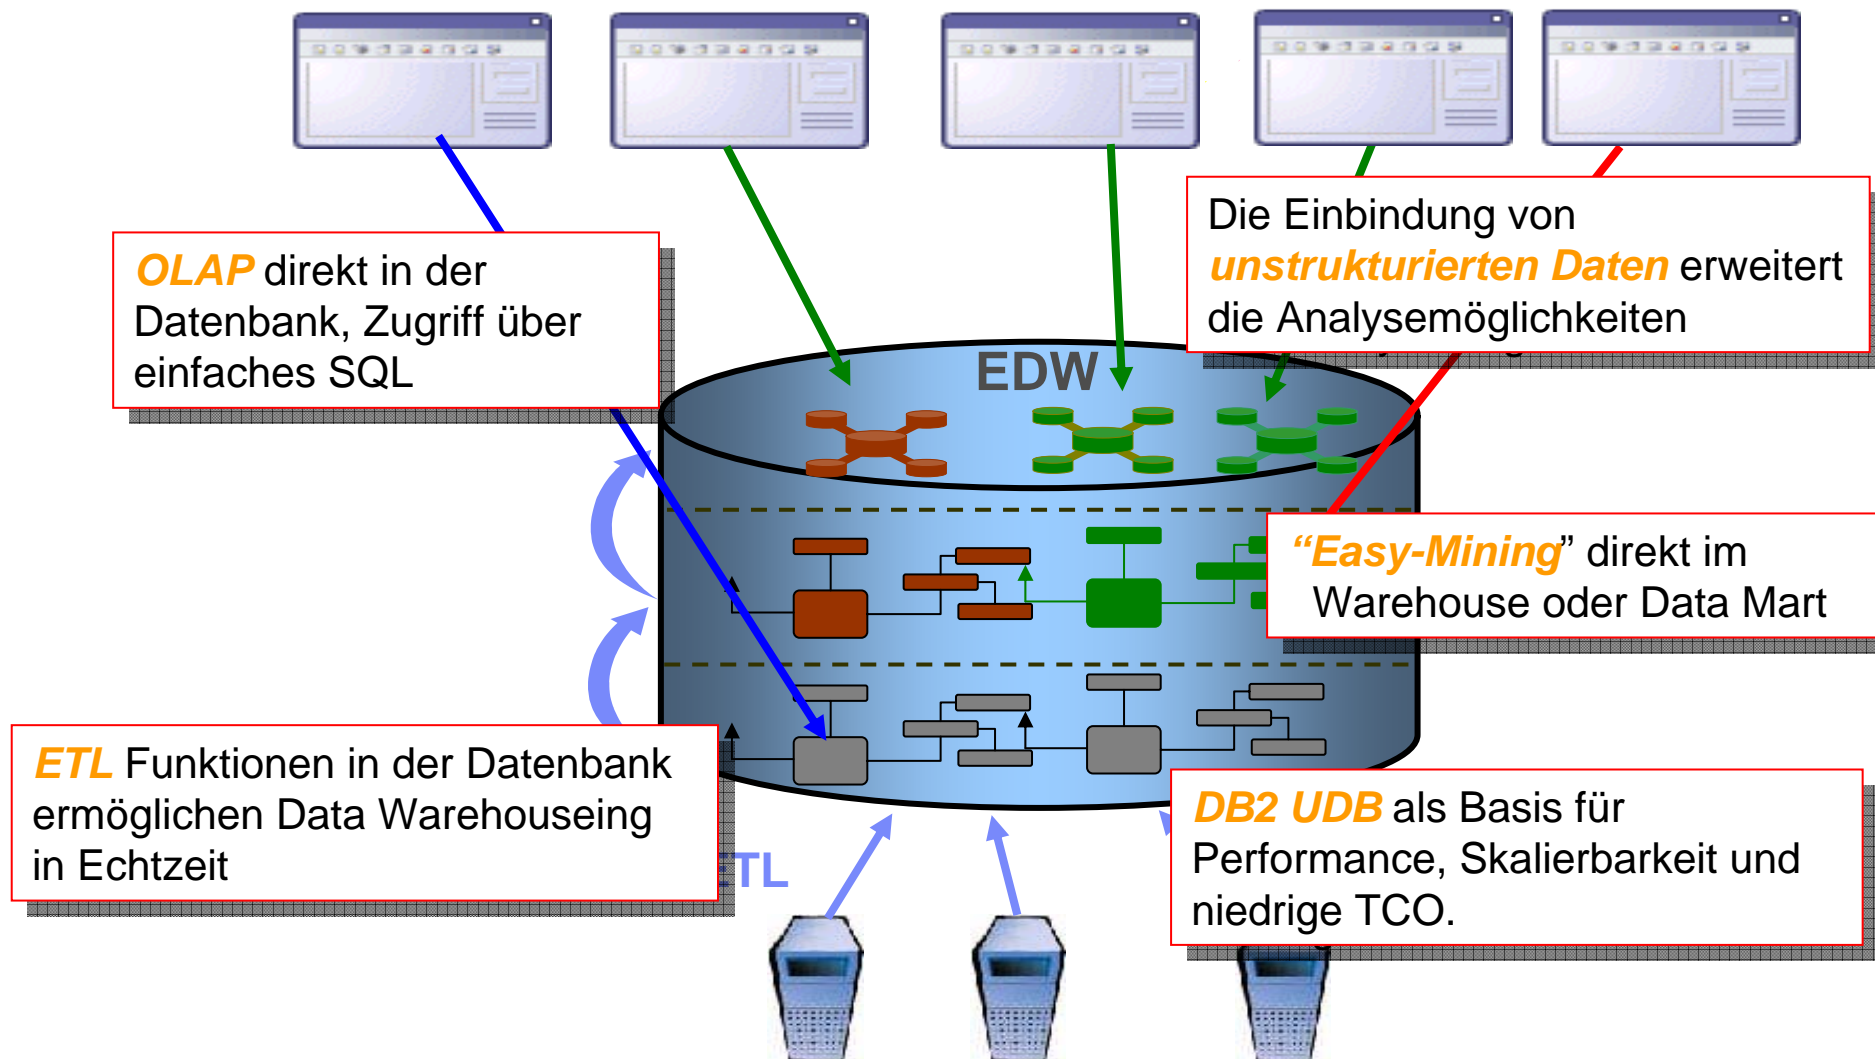 OLAP direkt in der
Datenbank, Zugriff über
einfaches SQL
Die Einbindung von
unstrukturierten Daten erweitert
die Analysemöglichkeiten
EDW
“Easy-Mining” direkt im
Warehouse oder Data Mart
ETL Funktionen in der Datenbank
ermöglichen Data Warehouseing
in Echtzeit
ETL
DB2 UDB als Basis für
Performance, Skalierbarkeit und
niedrige TCO.